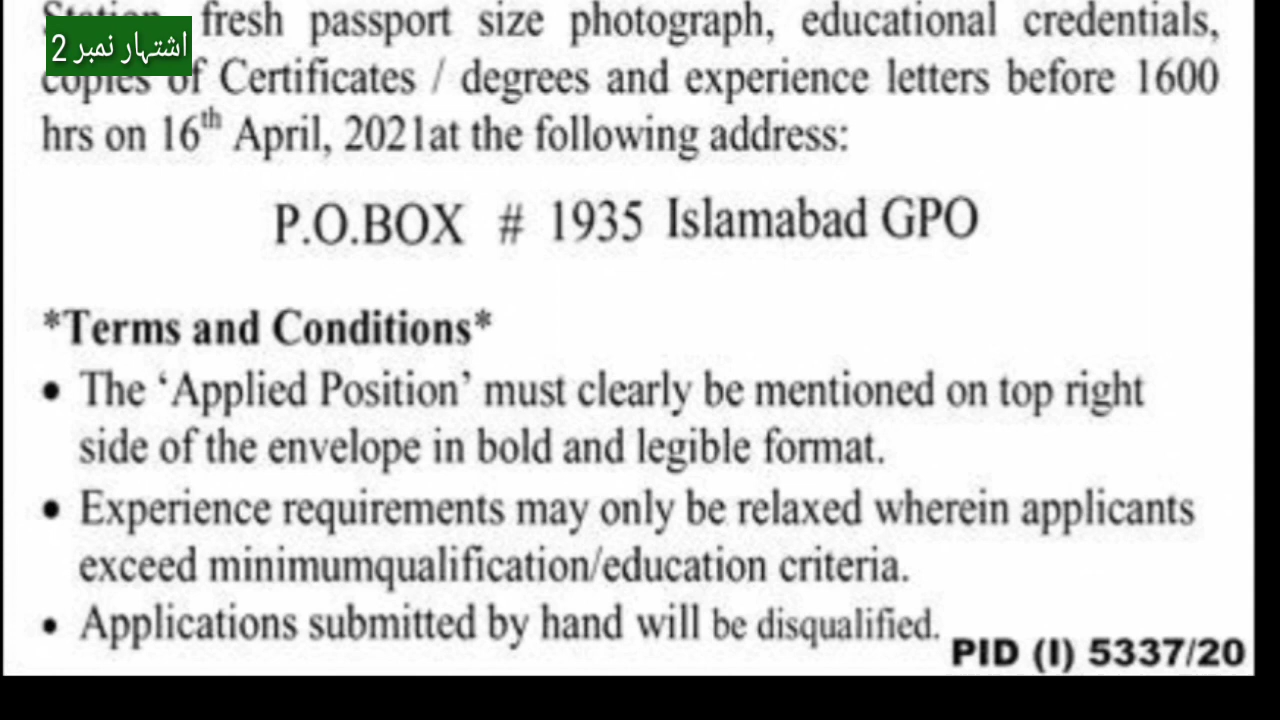 اشتہار نمبر 2
Station, fresh passport size photograph, educational credentials,
copies of Certificates / degrees and experience letters before 1600
hrs on 16th April, 2021at the following address:
P.O.BOX # 1935 Islamabad GPO
*Terms and Conditions*
• The ‘Applied Position’ must clearly be mentioned on top right
side of the envelope in bold and legible format.
• Experience requirements may only be relaxed wherein applicants
exceed minimumqualification/education criteria.
• Applications submitted by hand will be disqualified.
PID (I) 5337/20